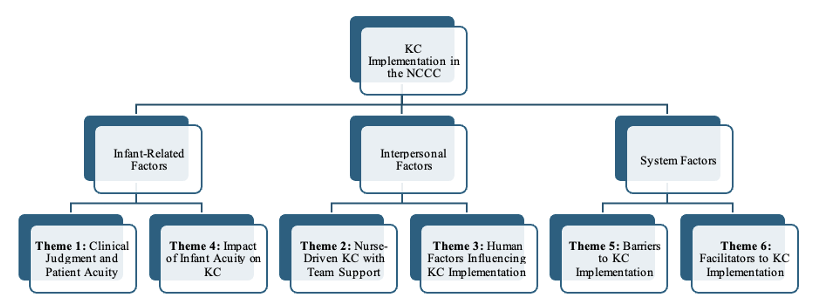 KC
Implementation in
the NCCC
Infant-Related
Factors
Interpersonal
Factors
System Factors
Theme 1: Clinical
Judgment and
Patient Acuity
Theme 4: Impact
of Infant Acuity on
KC
Theme 2: Nurse-
Driven KC with
Team Support
Theme 3: Human
Factors Influencing
KC Implementation
Theme 5: Barriers
to KC
Implementation
Theme 6:
Facilitators to KC
Implementation